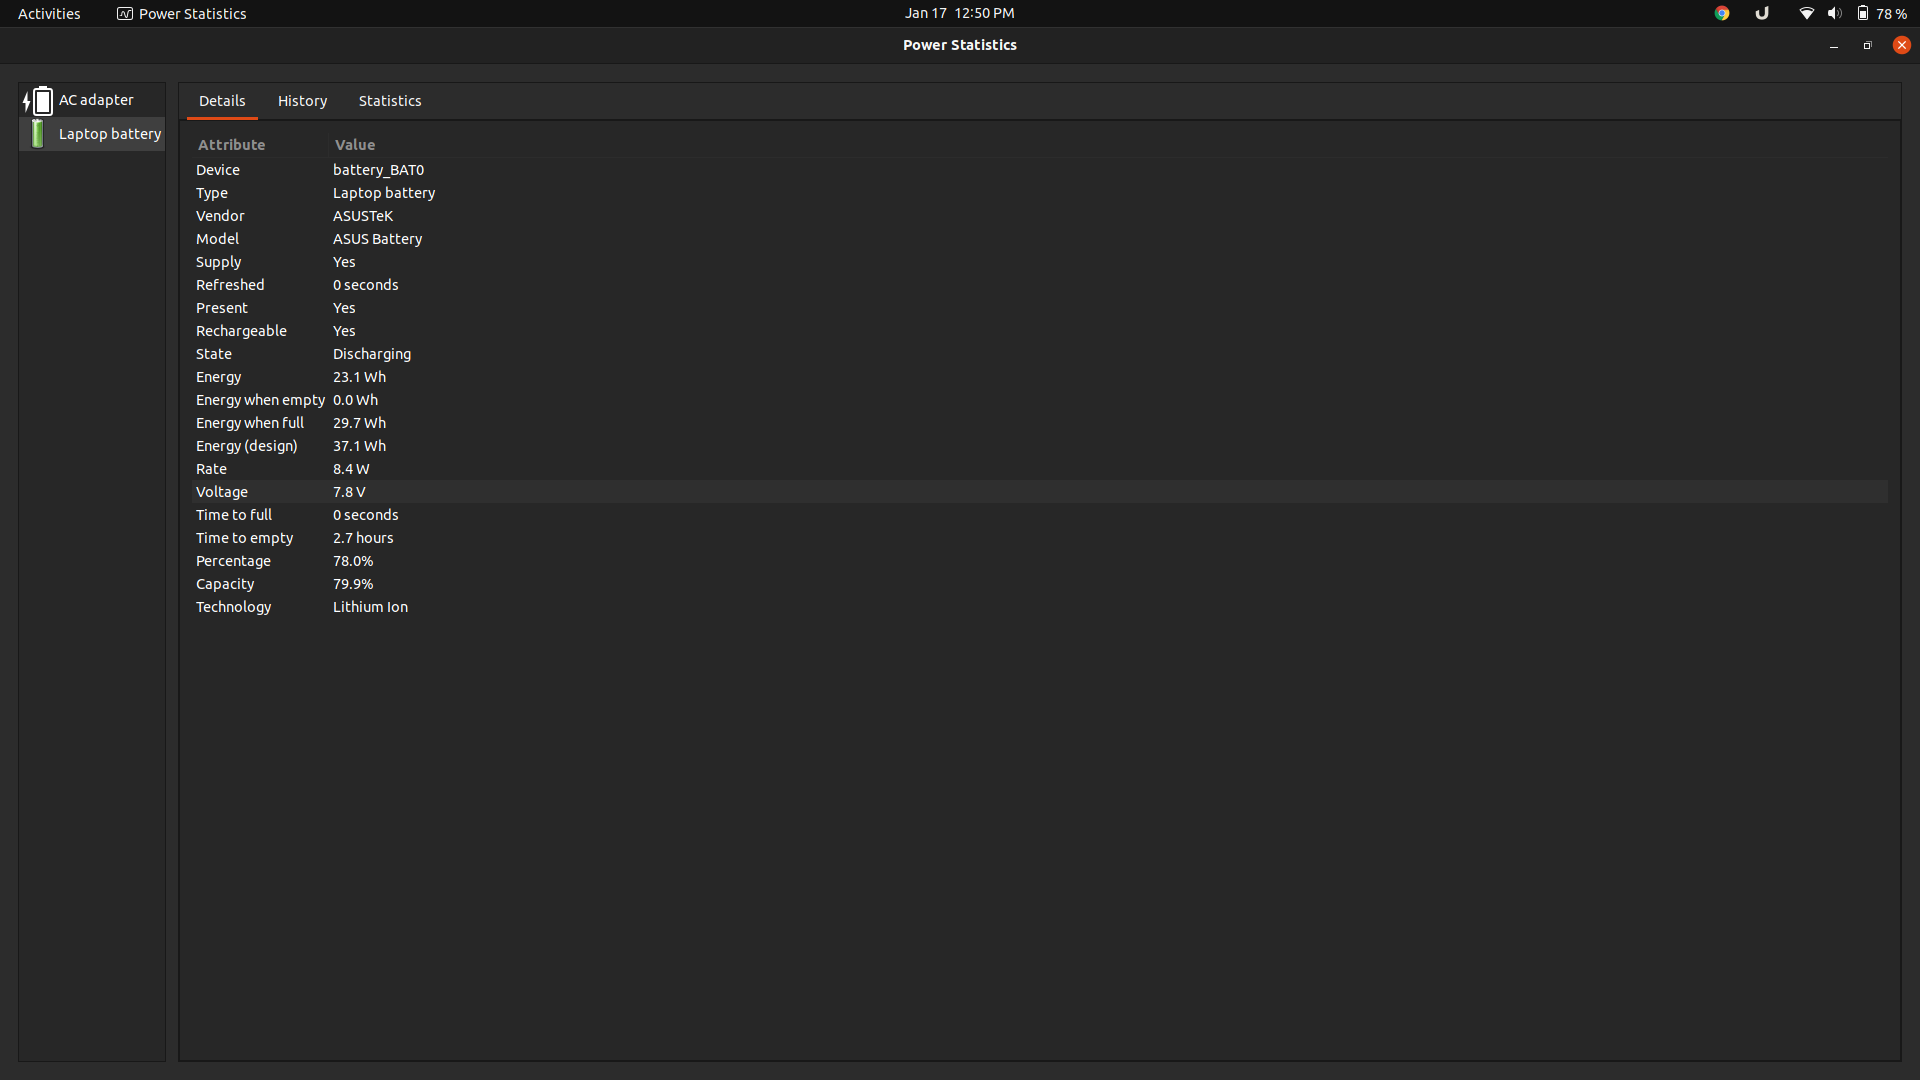 Activities Power Statistics Jan 17 12:50 PM 78 %
Power Statistics
AC adapter
Laptop battery
Details History Statistics
Attribute Value
Device battery_BAT0
Type Laptop battery
Vendor ASUSTeK
Model ASUS Battery
Supply Yes
Refreshed 0 seconds
Present Yes
Rechargeable Yes
State Discharging
Energy 23.1 Wh
Energy when empty 0.0 Wh
Energy when full 29.7 Wh
Energy (design) 37.1 Wh
Rate 8.4 W
Voltage 7.8 V
Time to full 0 seconds
Time to empty 2.7 hours
Percentage 78.0%
Capacity 79.9%
Technology Lithium Ion